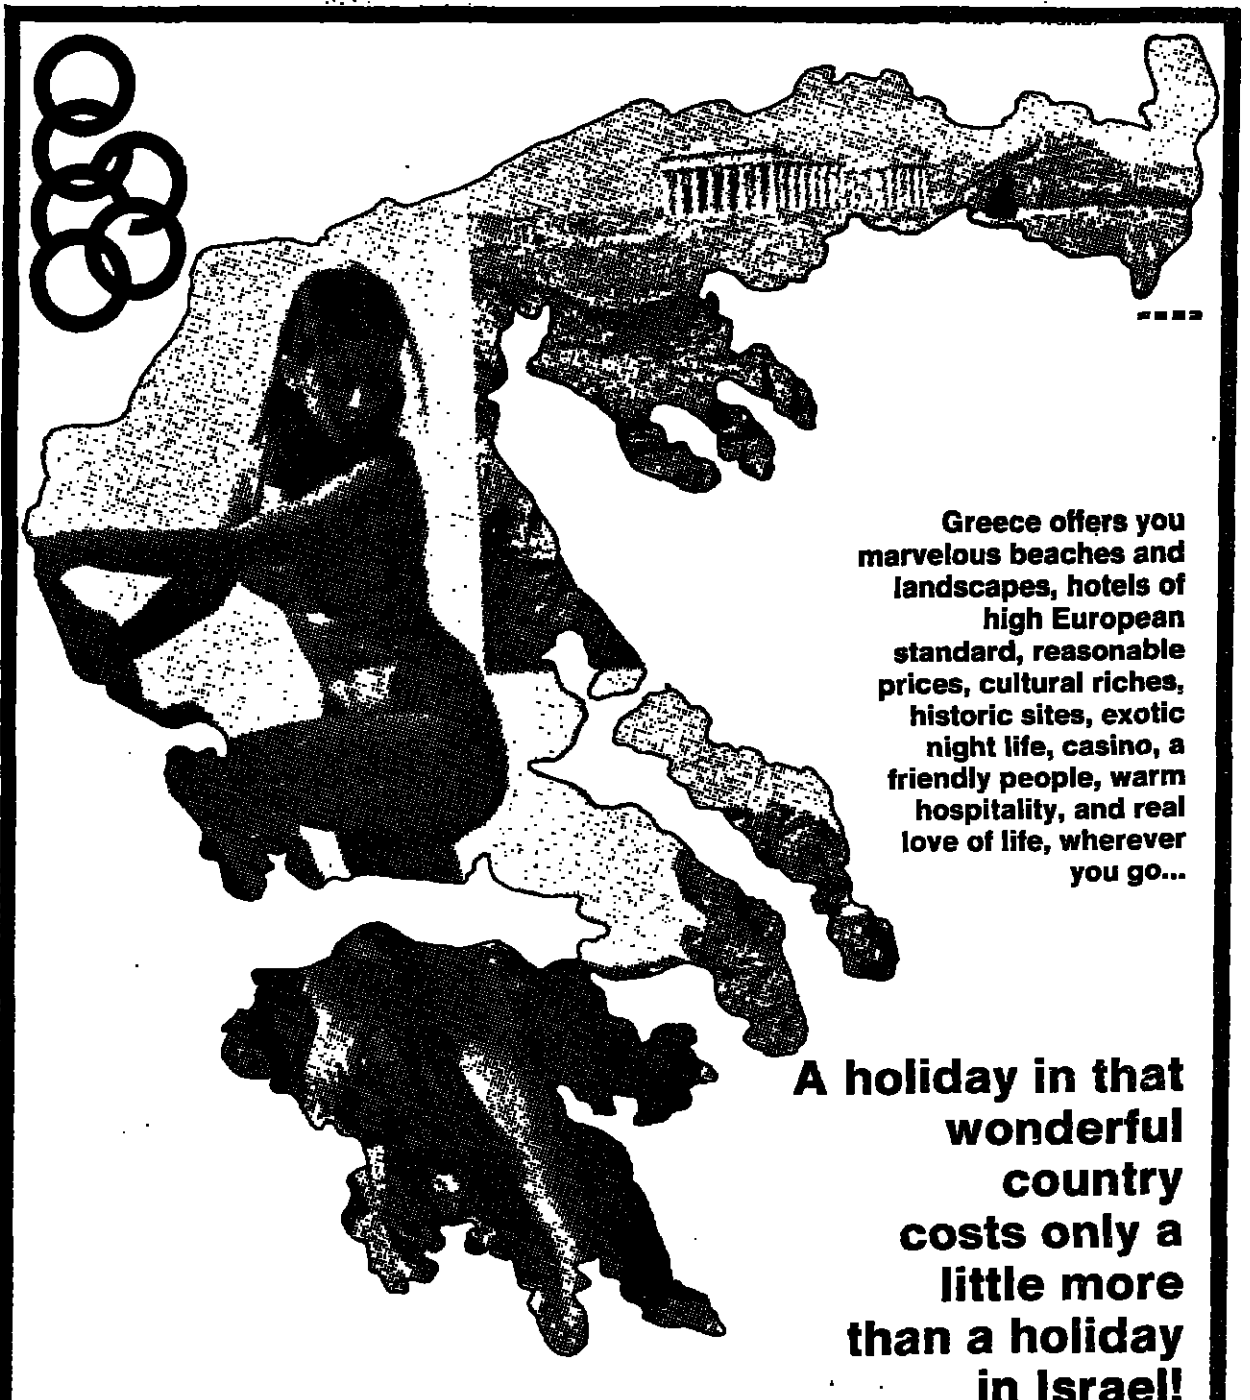 Greece offers you
marvelous beaches and
landscapes, hotels of
high European
standard, reasonable
prices, cultural riches,
historic sites, exotic
night life, casino, a
friendly people, warm
hospitality, and real
love of life, wherever
you go...
A holiday in that
wonderful
country
costs only a
little more
than a holiday
in Israel!